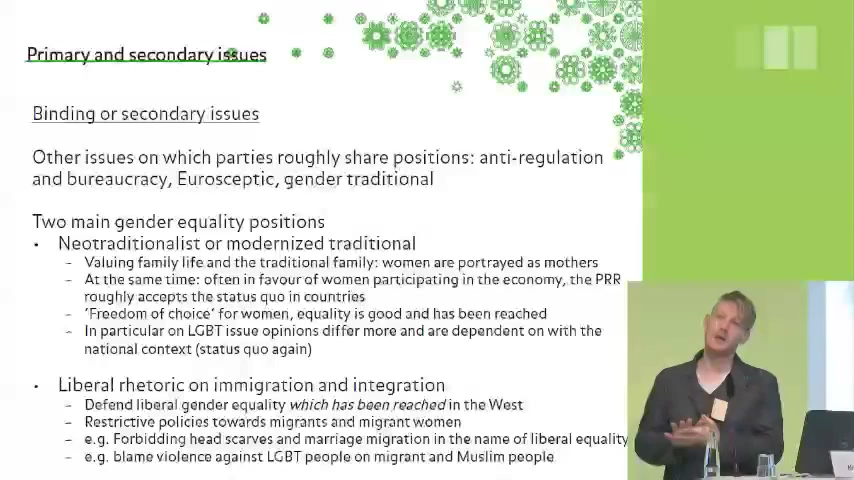 Primary and secondary issues
Binding or secondary issues
Other issues on which parties roughly share positions: anti-regulation
and bureaucracy, Eurosceptic, gender traditional
Two main gender equality positions
• Neotraditionalist or modernized traditional
– Valuing family life and the traditional family: women are portrayed as mothers
– At the same time: often in favour of women participating in the economy, the PRR
roughly accepts the status quo in countries
– 'Freedom of choice' for women, equality is good and has been reached
– In particular on LGBT issue opinions differ more and are dependent on with the
national context (status quo again)
• Liberal rhetoric on immigration and integration
– Defend liberal gender equality which has been reached in the West
– Restrictive policies towards migrants and migrant women
– e.g. Forbidding head scarves and marriage migration in the name of liberal equality
– e.g. blame violence against LGBT people on migrant and Muslim people